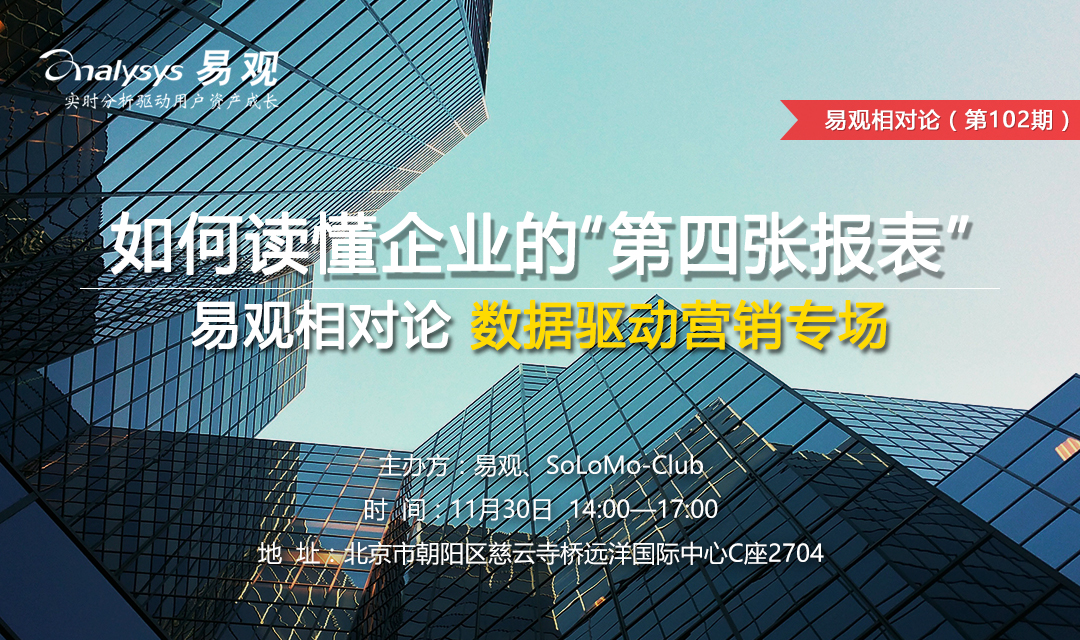 Analysys 易观
实时分析驱动用户资产成长
易观相对论（第102期）
如何读懂企业的“第四张报表”
易观相对论 数据驱动营销专场
主办方：易观、SoLoMo-Club
时 间：11月30日 14:00—17:00
地 址：北京市朝阳区慈云寺桥远洋国际中心C座2704